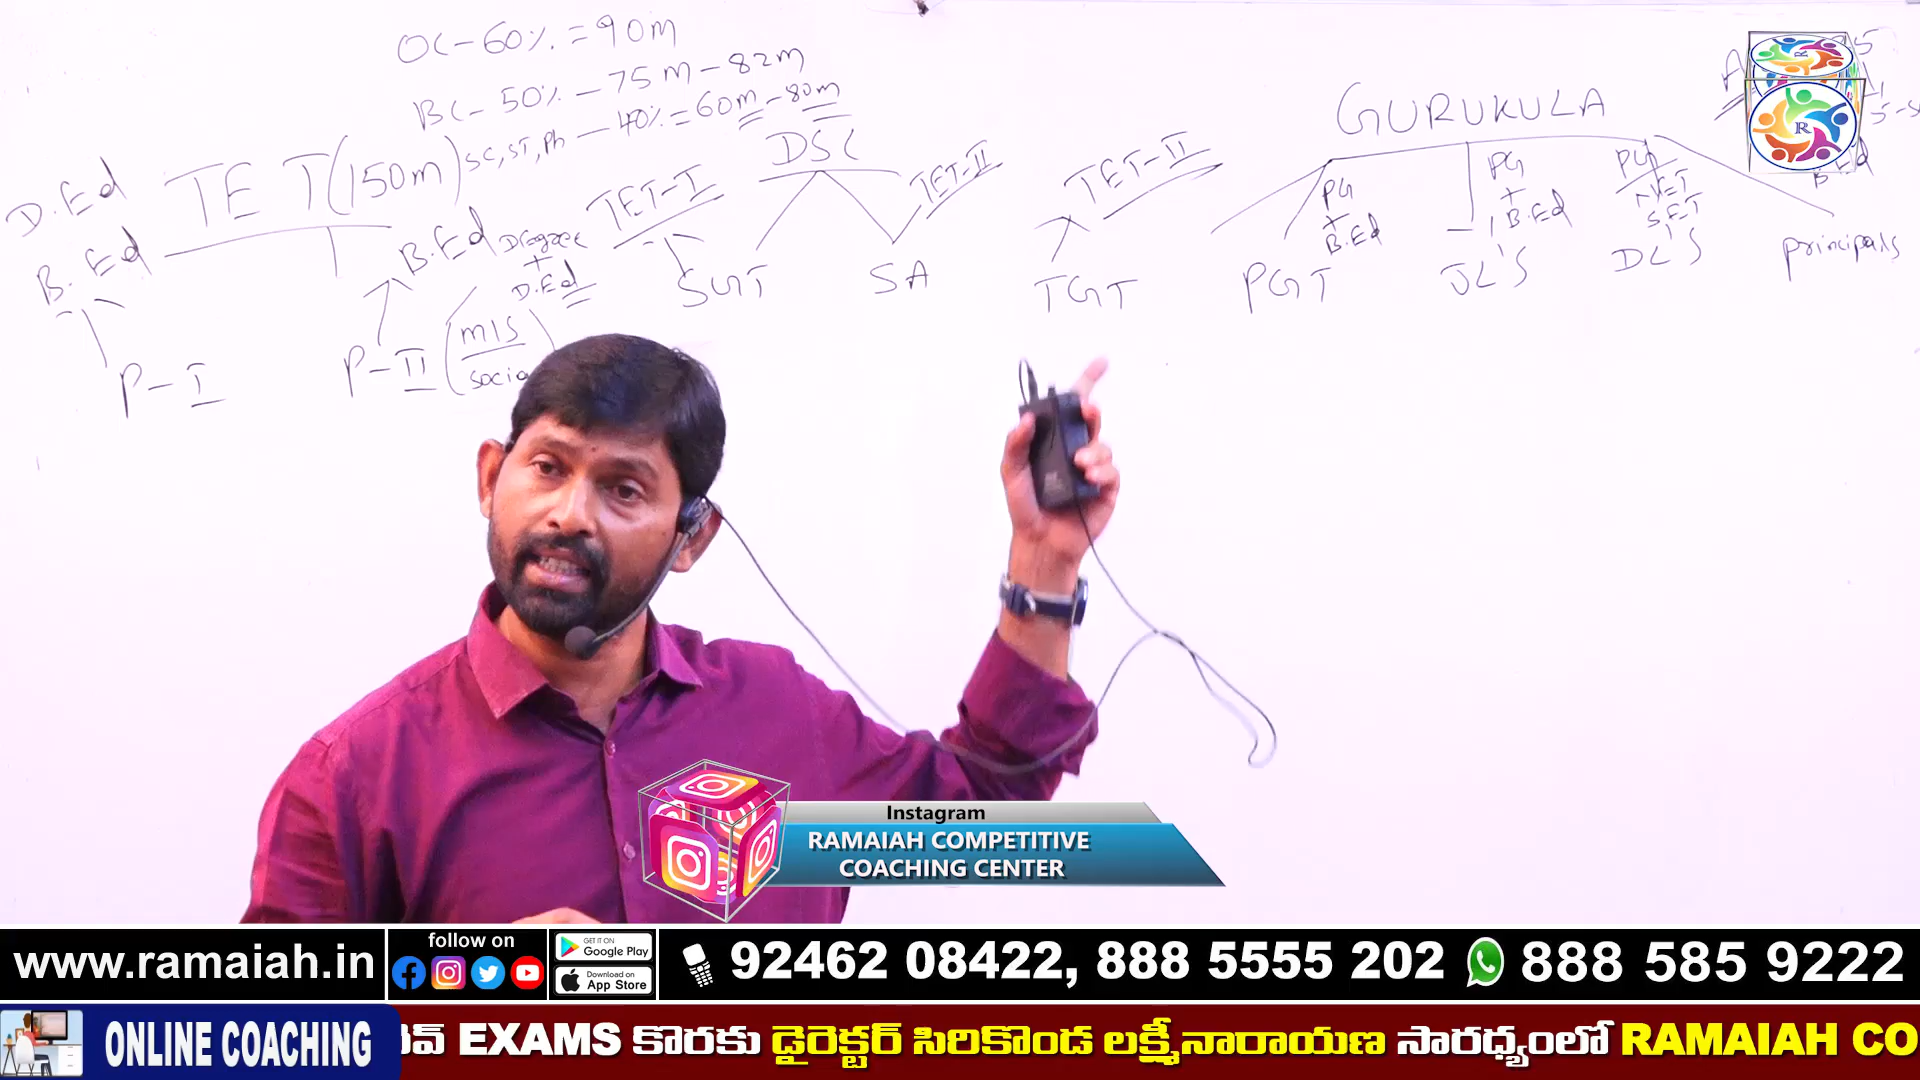 OC - 60% = 90m
BC - 50% - 75m - 82m
SC, ST, Ph - 40% = 60m - 80m
TET (150m)
D.Ed
B.Ed
P-I
B.Ed
Degree
+
D.Ed
P-II
m/S
socia
DSC
TET-I
SGT
TET-II
SA
GURUKULA
TET-II
TGT
PG
+
B.Ed
PGT
PG
+
B.Ed
JL'S
PG
NET
SET
DL'S
principals
R
Instagram
RAMAIAH COMPETITIVE
COACHING CENTER
www.ramaiah.in
follow on
GET IT ON
Google Play
Download on
App Store
92462 08422, 888 5555 202
888 585 9222
ONLINE COACHING
EXAMS కొరకు డైరెక్టర్ సిరికొండ లక్ష్మీనారాయణ సారధ్యంలో RAMAIAH CO